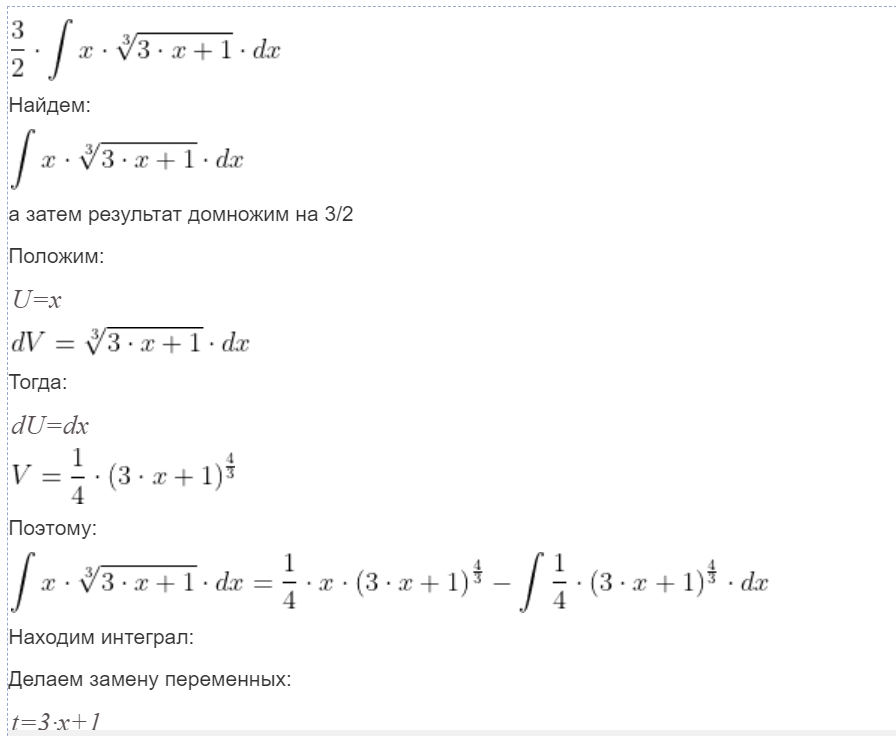 3/2 · ∫ x · ∛(3 · x + 1) · dx
Найдем:
∫ x · ∛(3 · x + 1) · dx
а затем результат домножим на 3/2
Положим:
U=x
dV = ∛(3 · x + 1) · dx
Тогда:
dU=dx
V = 1/4 · (3 · x + 1)^(4/3)
Поэтому:
∫ x · ∛(3 · x + 1) · dx = 1/4 · x · (3 · x + 1)^(4/3) − ∫ 1/4 · (3 · x + 1)^(4/3) · dx
Находим интеграл:
Делаем замену переменных:
t=3·x+1